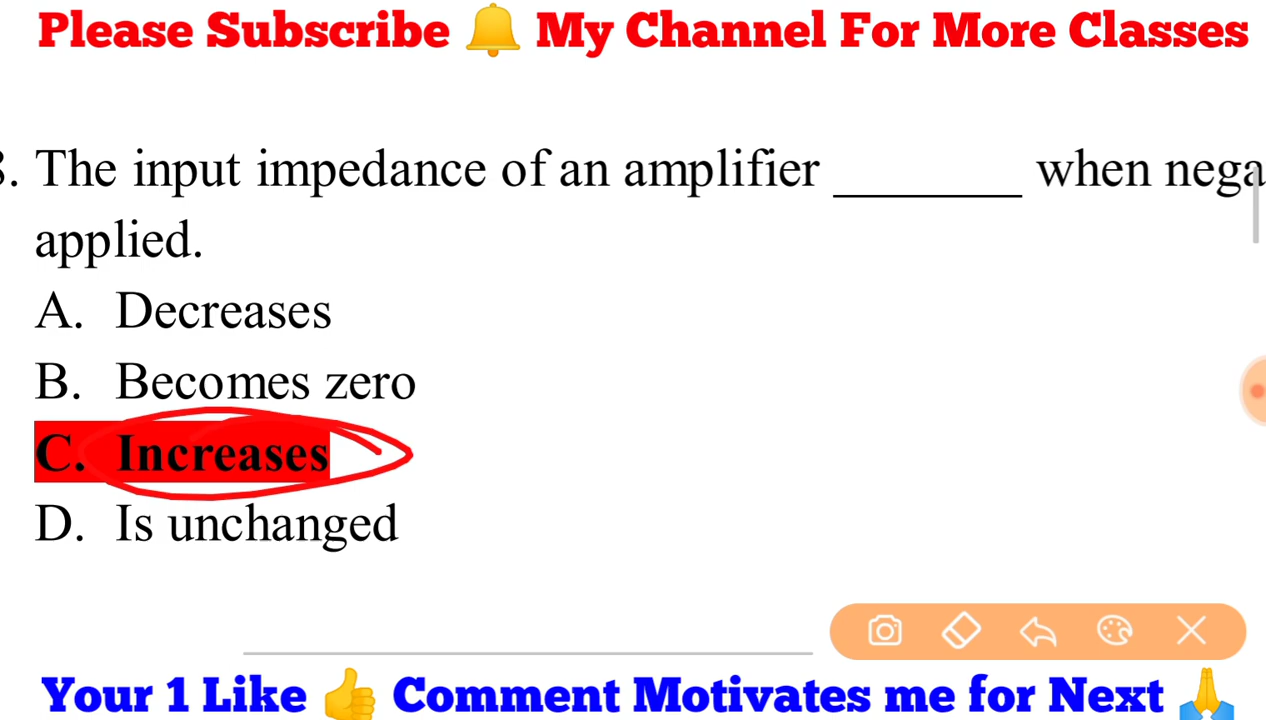 Please Subscribe 🔔 My Channel For More Classes
. The input impedance of an amplifier _______ when nega
applied.
A. Decreases
B. Becomes zero
C. Increases
D. Is unchanged
Your 1 Like 👍 Comment Motivates me for Next 🙏